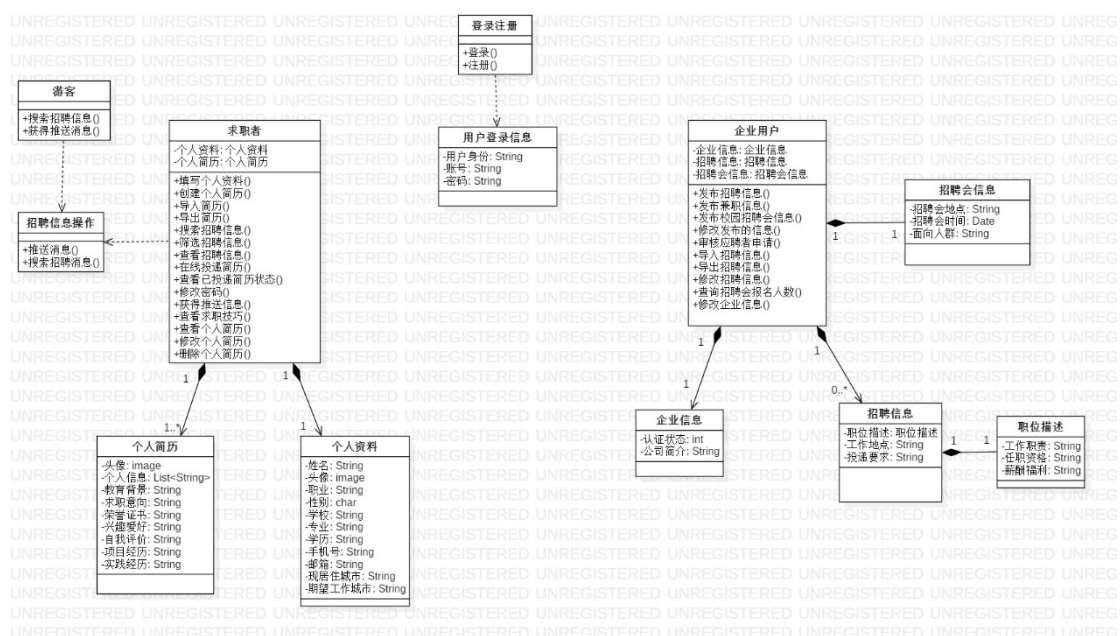 登录注册
+登录()
+注册()
游客
+搜索招聘信息()
+获得推送消息()
求职者
-个人资料: 个人资料
-个人简历: 个人简历
+填写个人资料()
+创建个人简历()
+导入简历()
+导出简历()
+搜索招聘信息()
+筛选招聘信息()
+查看招聘信息()
+在线投递简历()
+查看已投递简历状态()
+修改密码()
+获得推送信息()
+查看求职技巧()
+查看个人简历()
+修改个人简历()
+删除个人简历()
用户登录信息
-用户身份: String
-账号: String
-密码: String
企业用户
-企业信息: 企业信息
-招聘信息: 招聘信息
-招聘会信息: 招聘会信息
+发布招聘信息()
+发布兼职信息()
+发布校园招聘会信息()
+修改发布的信息()
+审核应聘者申请()
+导入招聘信息()
+导出招聘信息()
+修改招聘信息()
+查询招聘会报名人数()
+修改企业信息()
招聘会信息
-招聘会地点: String
-招聘会时间: Date
-面向人群: String
1
1
招聘信息操作
+推送消息()
+搜索招聘消息()
1
1
1..*
1
1
1
1
0..*
个人简历
-头像: image
-个人信息: List<String>
-教育背景: String
-求职意向: String
-荣誉证书: String
-兴趣爱好: String
-自我评价: String
-项目经历: String
-实践经历: String
个人资料
-姓名: String
-头像: image
-职业: String
-性别: char
-学校: String
-专业: String
-学历: String
-手机号: String
-邮箱: String
-现居住城市: String
-期望工作城市: String
企业信息
-认证状态: int
-公司简介: String
招聘信息
-职位描述: 职位描述
-工作地点: String
-投递要求: String
1
1
职位描述
-工作职责: String
-任职资格: String
-薪酬福利: String
UNREGISTERED